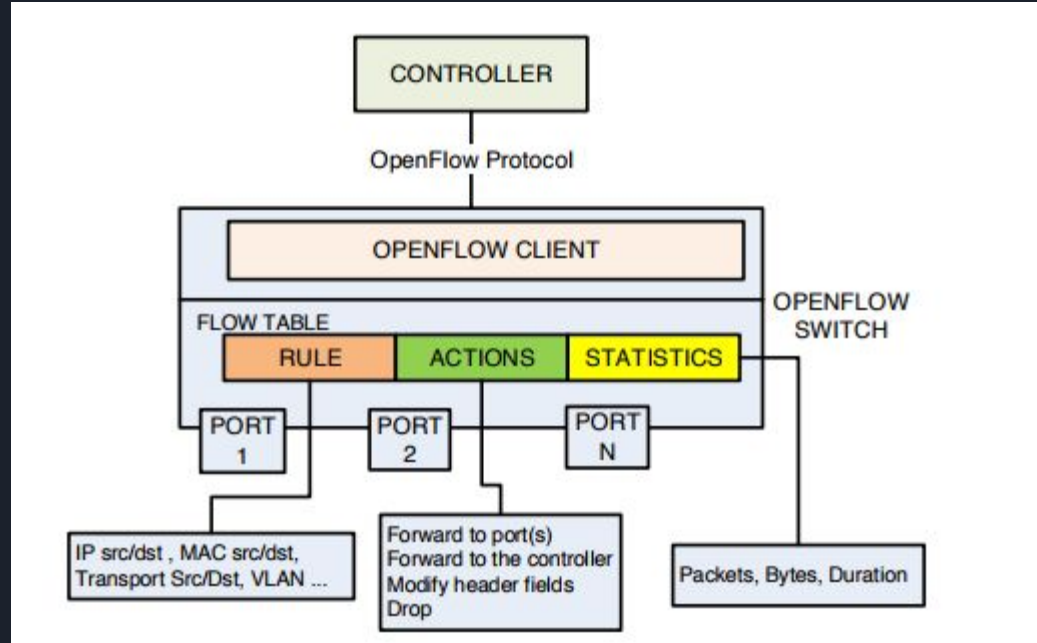 CONTROLLER
OpenFlow Protocol
OPENFLOW CLIENT
OPENFLOW
SWITCH
FLOW TABLE
RULE
ACTIONS
STATISTICS
PORT
1
PORT
2
PORT
N
IP src/dst , MAC src/dst,
Transport Src/Dst, VLAN ...
Forward to port(s)
Forward to the controller
Modify header fields
Drop
Packets, Bytes, Duration